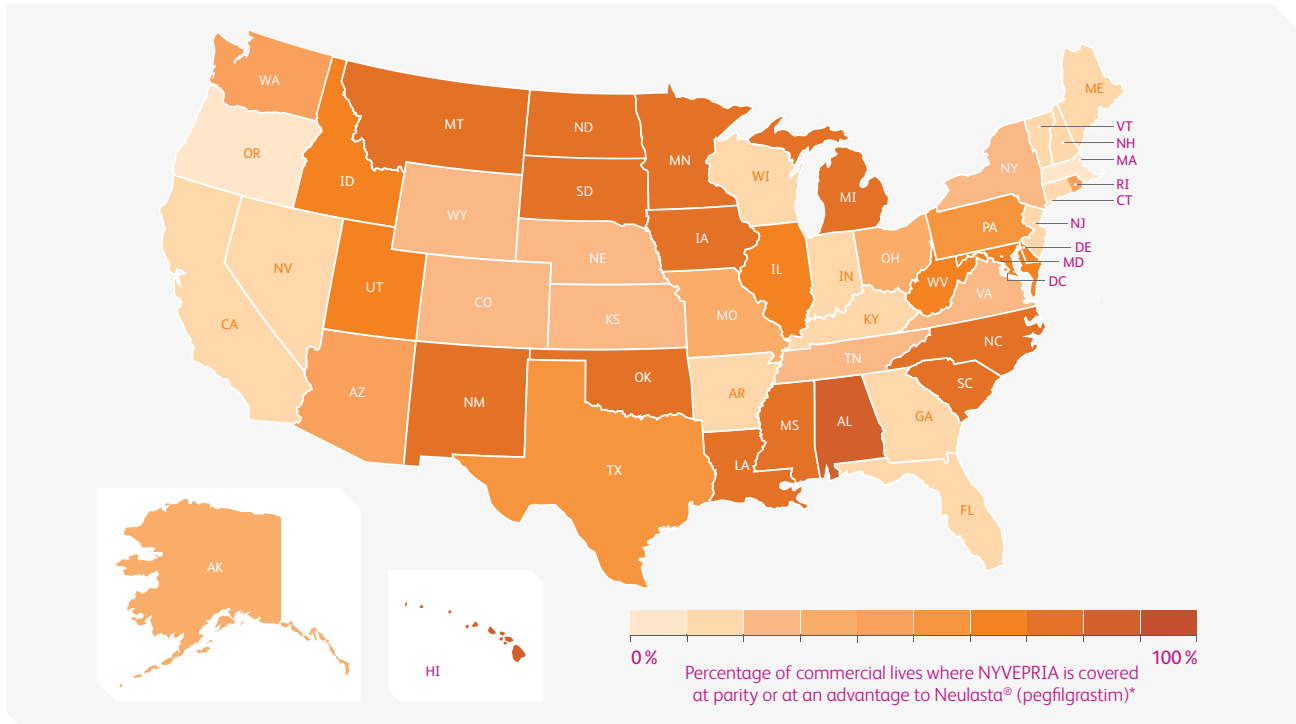 WA
MT
ND
MN
ME
VT
NH
MA
RI
CT
NJ
DE
MD
DC
OR
ID
SD
WI
MI
NY
WY
IA
PA
NE
IL
IN
OH
WV
VA
NV
UT
CO
KS
MO
KY
CA
AZ
NM
OK
AR
TN
NC
SC
MS
AL
GA
TX
LA
FL
AK
HI
0 %
100 %
Percentage of commercial lives where NYVEPRIA is covered
at parity or at an advantage to Neulasta® (pegfilgrastim)*